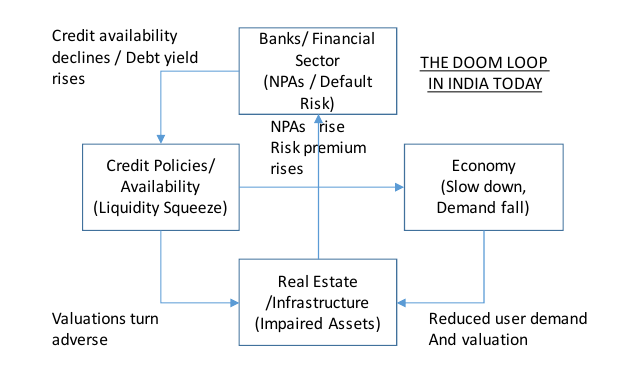 Credit availability
declines / Debt yield
rises
Banks/ Financial
Sector
(NPAs / Default
Risk)
THE DOOM LOOP
IN INDIA TODAY
NPAs rise
Risk premium
rises
Credit Policies/
Availability
(Liquidity Squeeze)
Economy
(Slow down,
Demand fall)
Real Estate
/Infrastructure
(Impaired Assets)
Valuations turn
adverse
Reduced user demand
And valuation